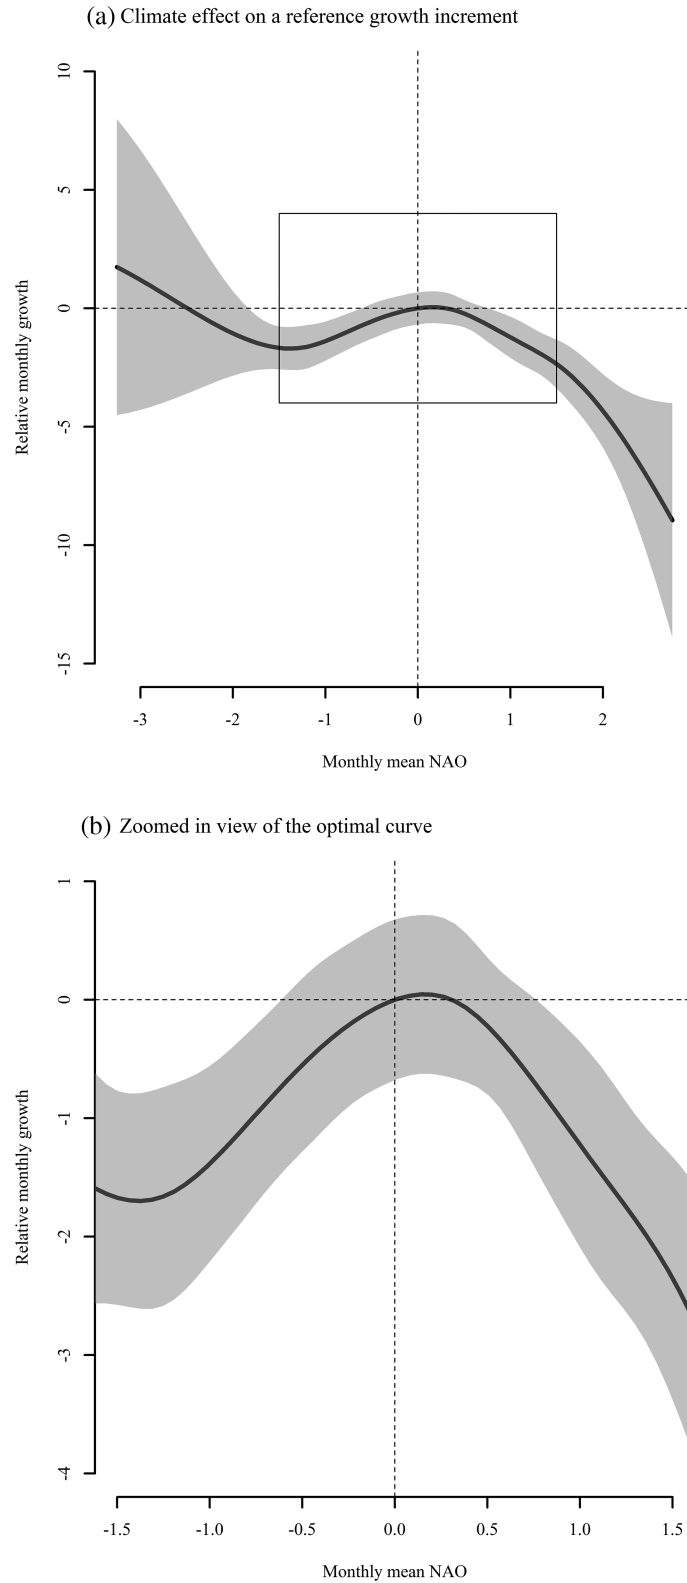 (a) Climate effect on a reference growth increment
10
5
0
-5
-10
-15
Relative monthly growth
-3 -2 -1 0 1 2
Monthly mean NAO
(b) Zoomed in view of the optimal curve
1
0
-1
-2
-3
-4
Relative monthly growth
-1.5 -1.0 -0.5 0.0 0.5 1.0 1.5
Monthly mean NAO